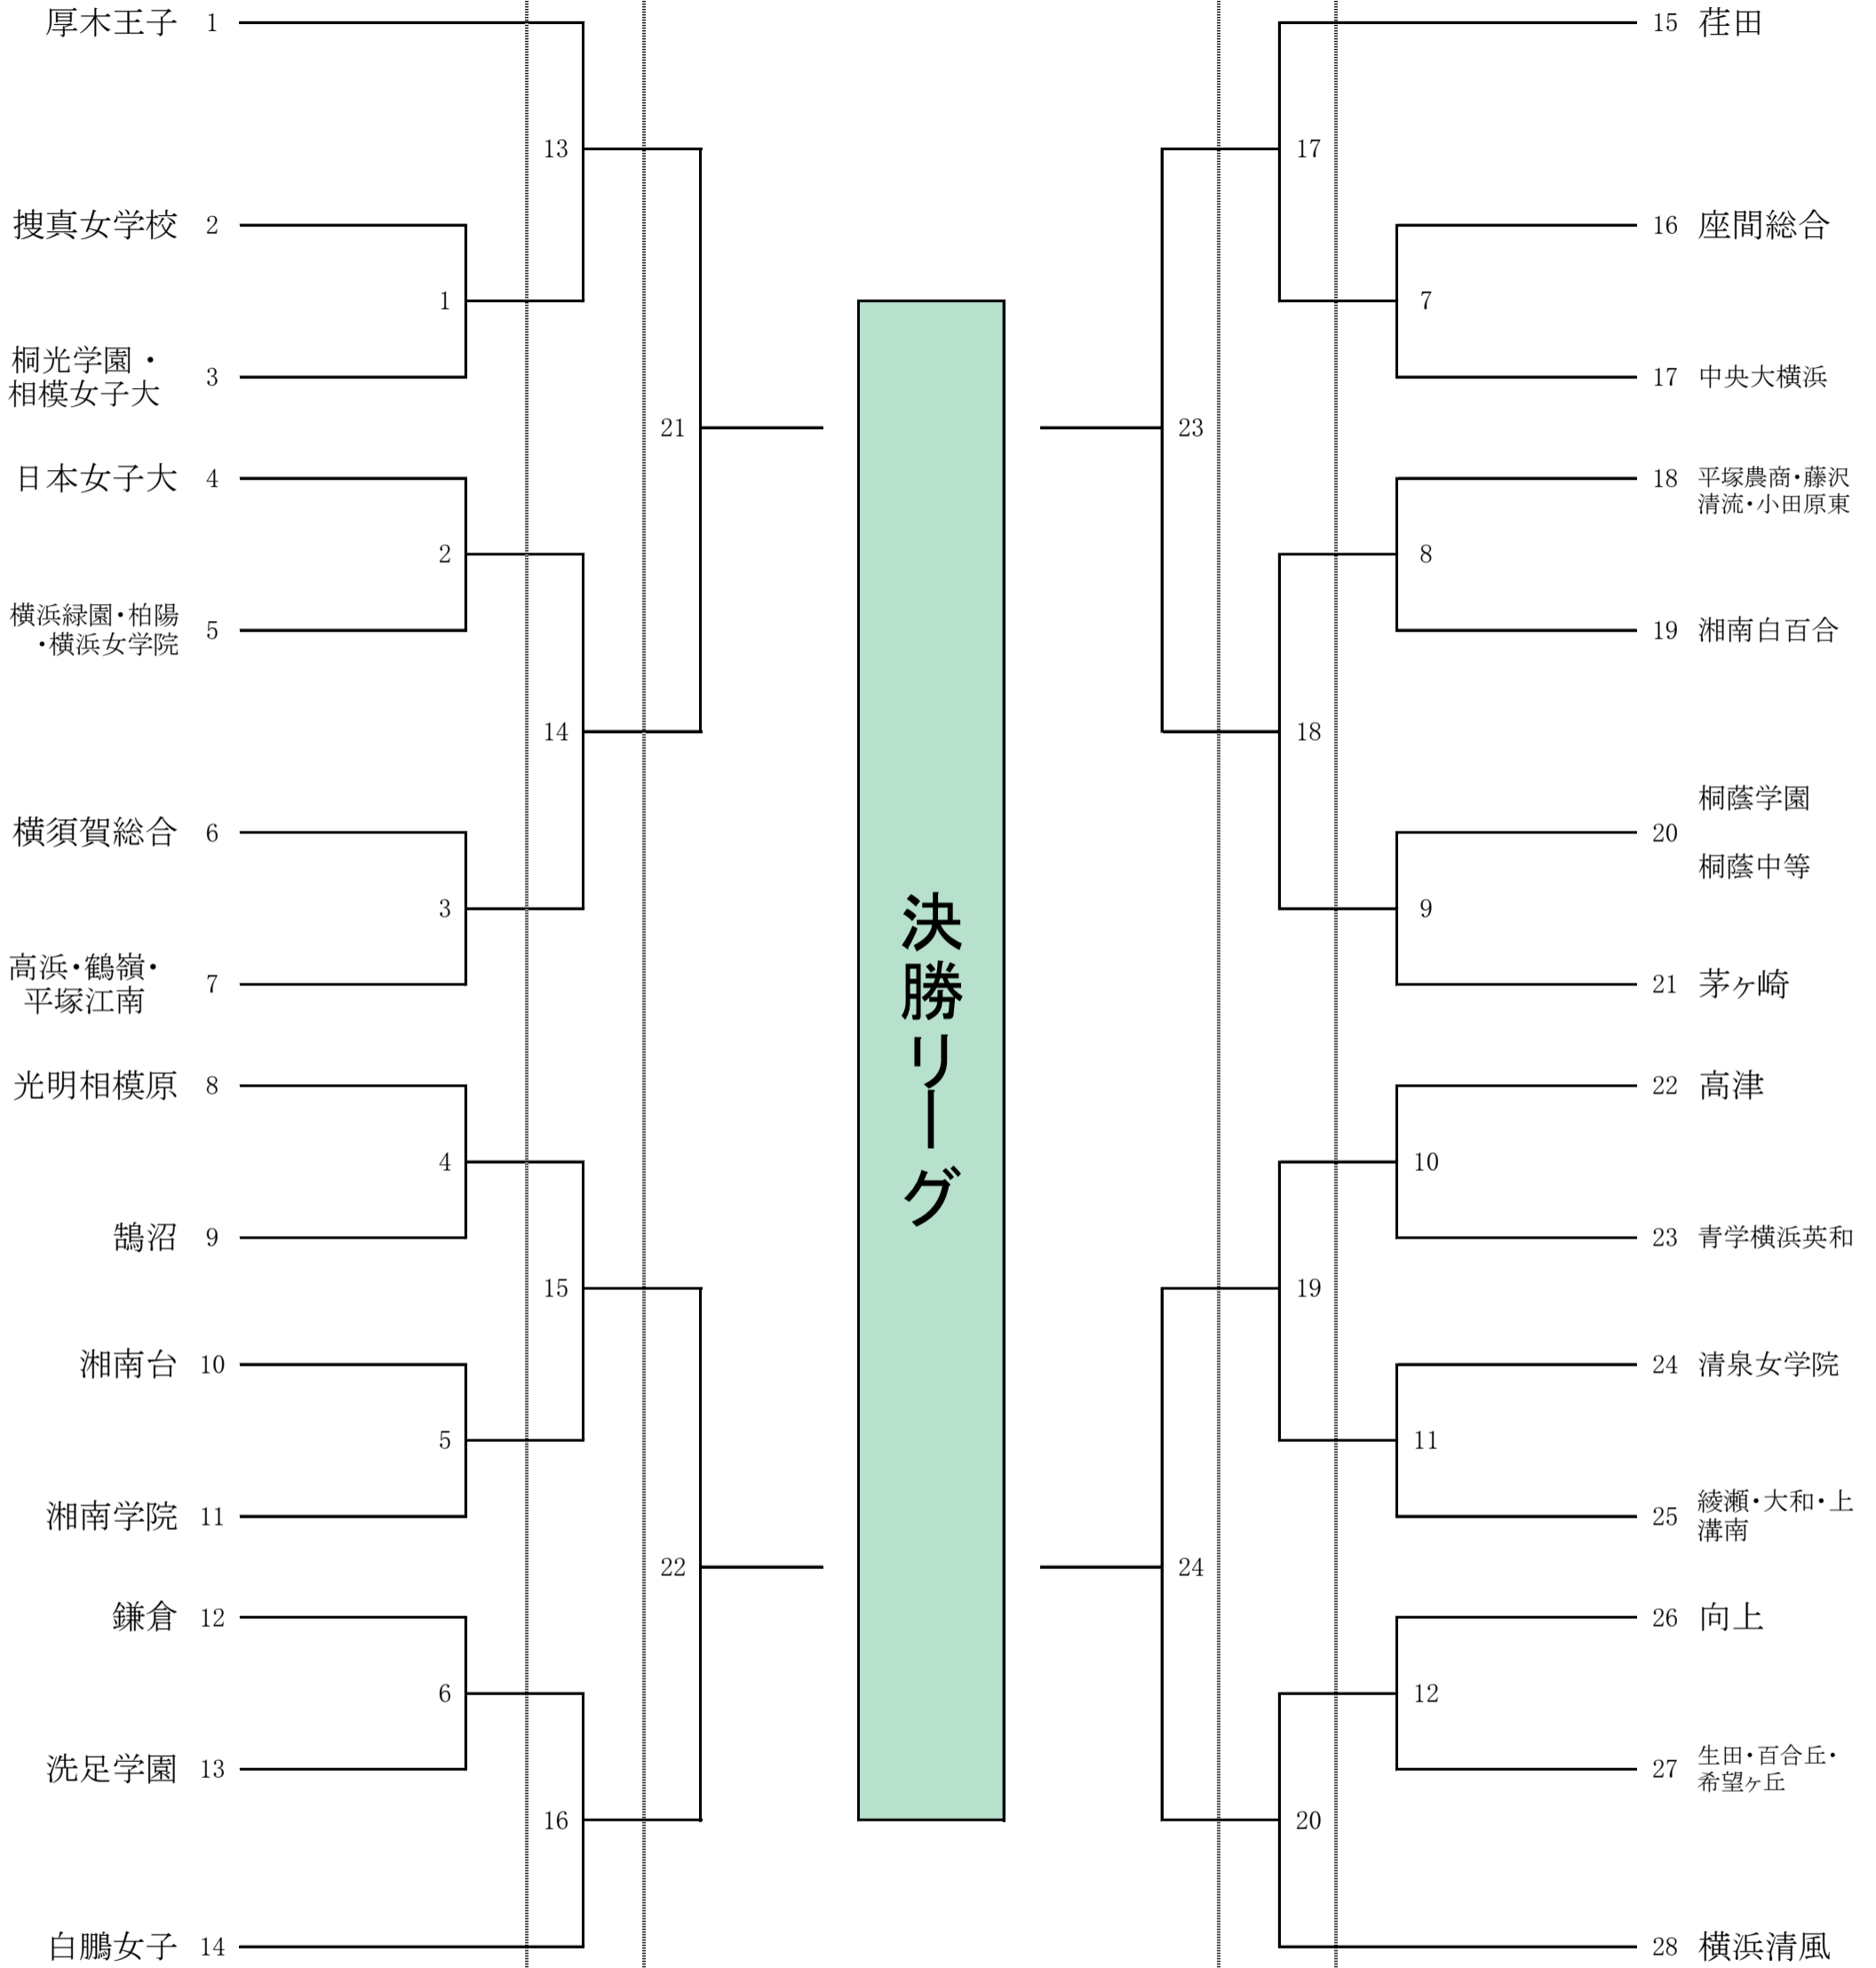 厚木王子 1
捜真女学校 2
桐光学園・
相模女子大
3
日本女子大 4
横浜緑園・柏陽
・横浜女学院
5
横須賀総合 6
高浜・鶴嶺・
平塚江南
7
光明相模原 8
鵠沼 9
湘南台 10
湘南学院 11
鎌倉 12
洗足学園 13
白鵬女子 14
1
2
3
4
5
6
13
14
15
16
21
22
決勝リーグ
23
24
17
18
19
20
7
8
9
10
11
12
15 荏田
16 座間総合
17 中央大横浜
18
平塚農商・藤沢
清流・小田原東
19 湘南白百合
桐蔭学園
20
桐蔭中等
21 茅ヶ崎
22 高津
23 青学横浜英和
24 清泉女学院
25
綾瀬・大和・上
溝南
26 向上
27
生田・百合丘・
希望ヶ丘
28 横浜清風